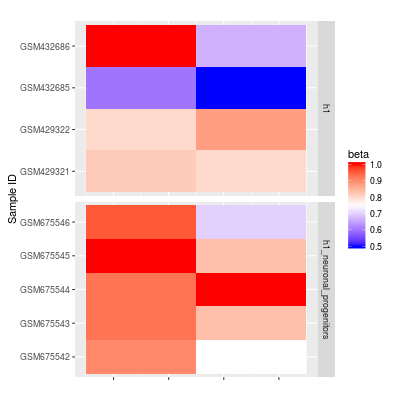 Sample ID
GSM432686
GSM432685
GSM429322
GSM429321
h1
GSM675546
GSM675545
GSM675544
GSM675543
GSM675542
h1_neuronal_progenitors
beta
1.0
0.9
0.8
0.7
0.6
0.5